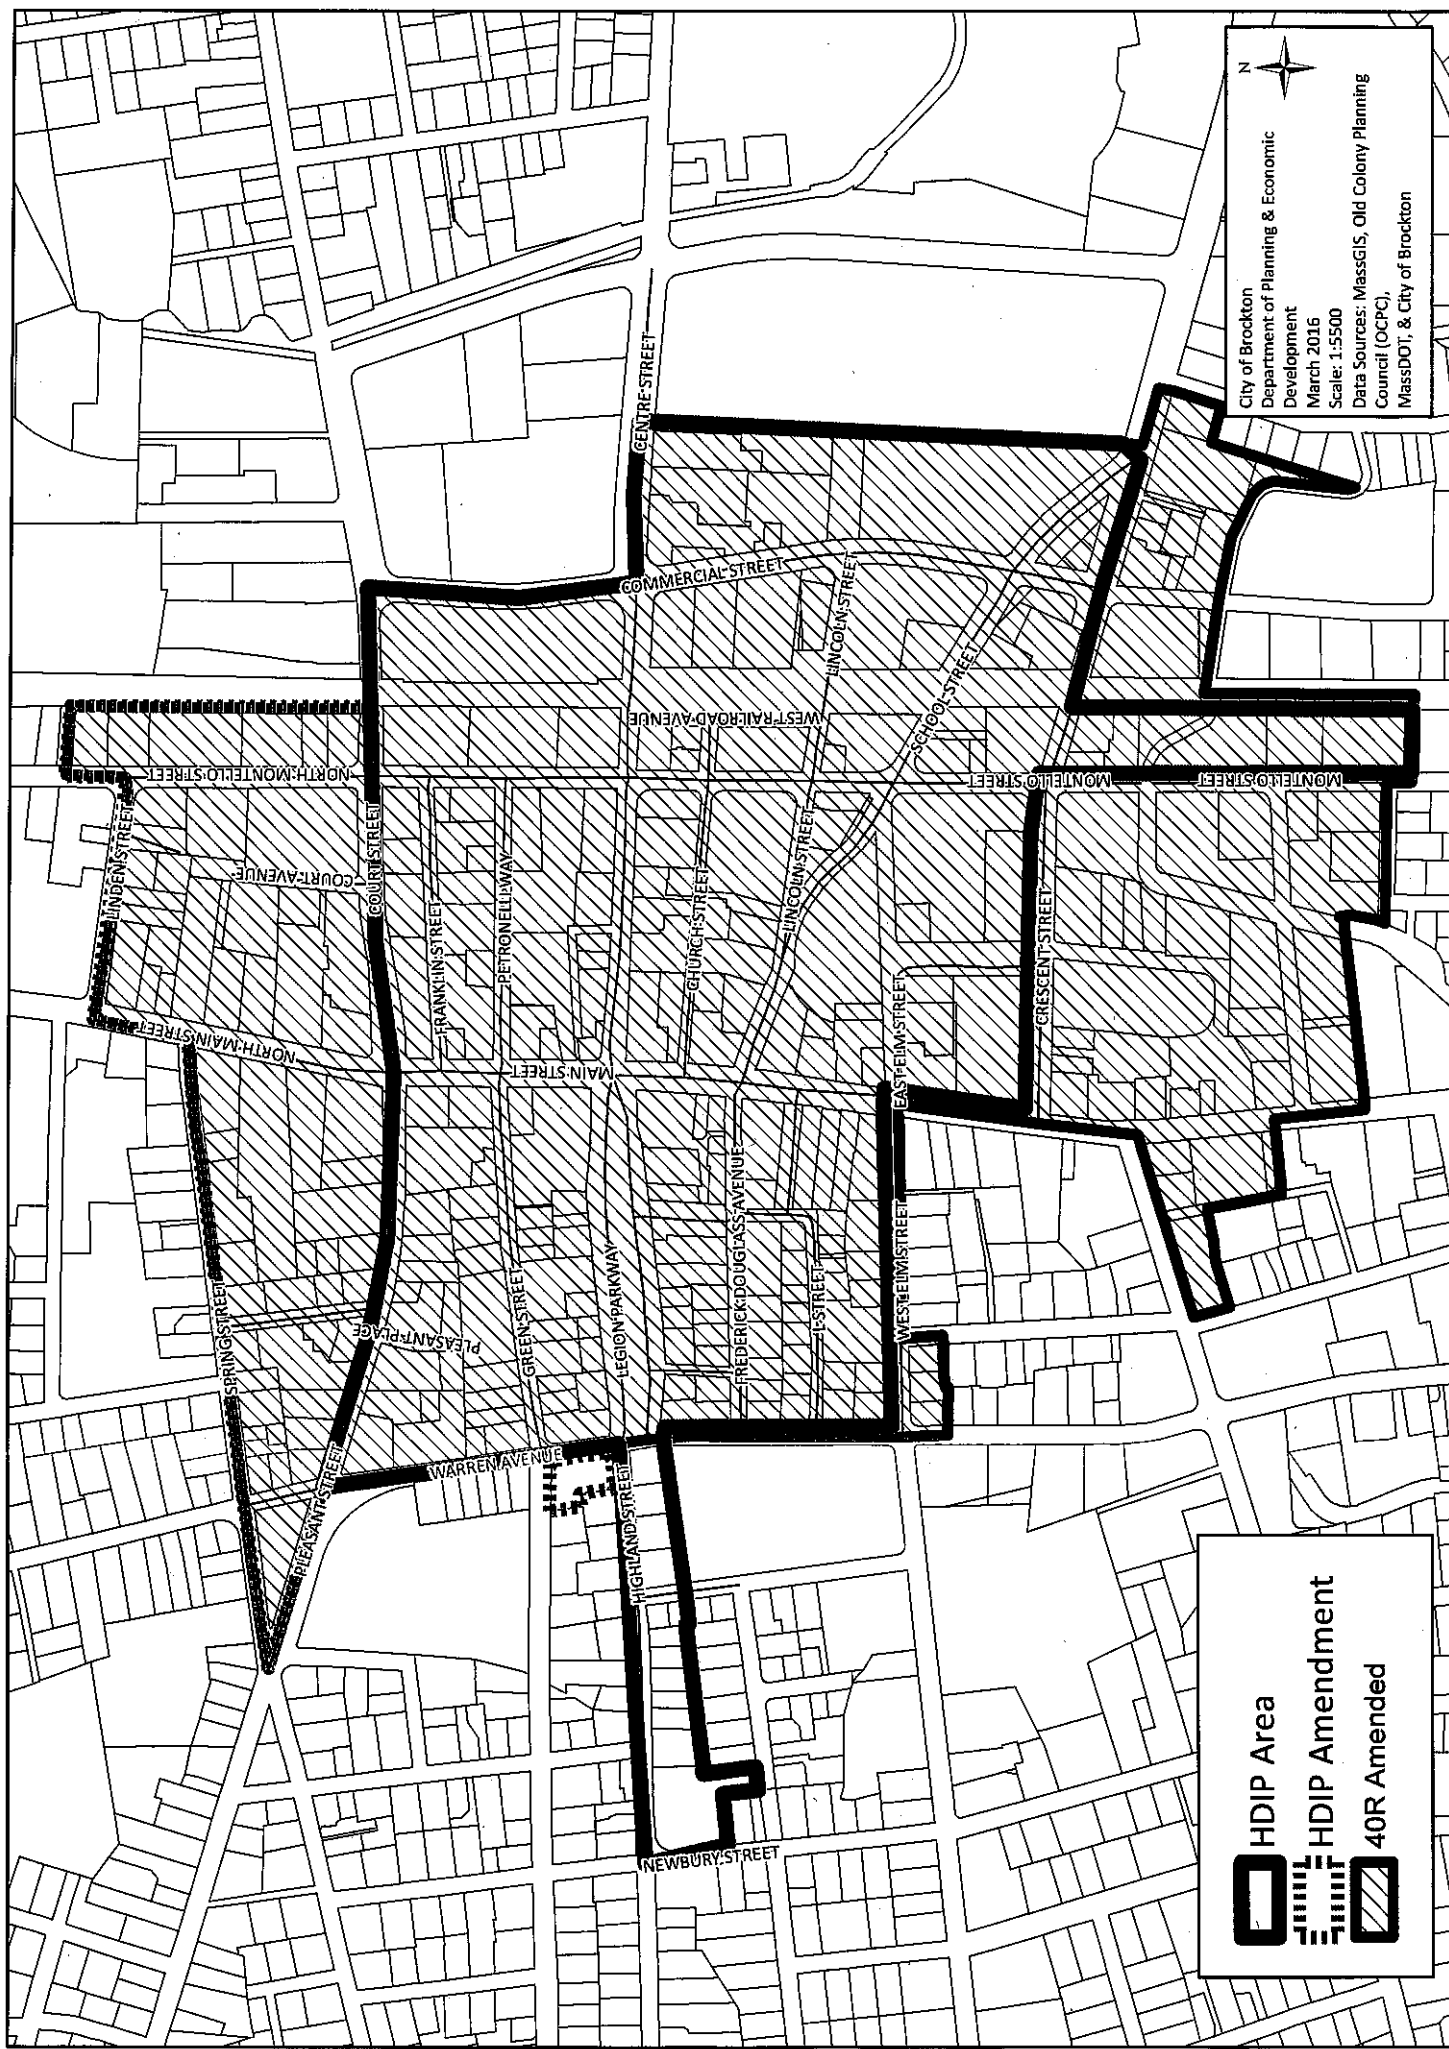 City of Brockton
Department of Planning & Economic
Development
March 2016
Scale: 1:5500
Data Sources: MassGIS, Old Colony Planning
Council (OCPC),
MassDOT, & City of Brockton
N
HDIP Area
HDIP Amendment
40R Amended
LINDEN STREET
NORTH MONTELLO STREET
COURT AVENUE
COURT STREET
NORTH MAIN STREET
SPRING STREET
PLEASANT STREET
PLEASANT PLACE
WARREN AVENUE
FRANKLIN STREET
PETRONELLI WAY
MAIN STREET
GREEN STREET
LEGION PARKWAY
HIGHLAND STREET
NEWBURY STREET
CENTRE STREET
COMMERCIAL STREET
WEST RAILROAD AVENUE
CHURCH STREET
LINCOLN STREET
LINCOLN STREET
SCHOOL STREET
FREDERICK DOUGLASS AVENUE
L STREET
EAST ELM STREET
WEST ELM STREET
CRESCENT STREET
MONTELLO STREET
MONTELLO STREET
MONTELLO STREET